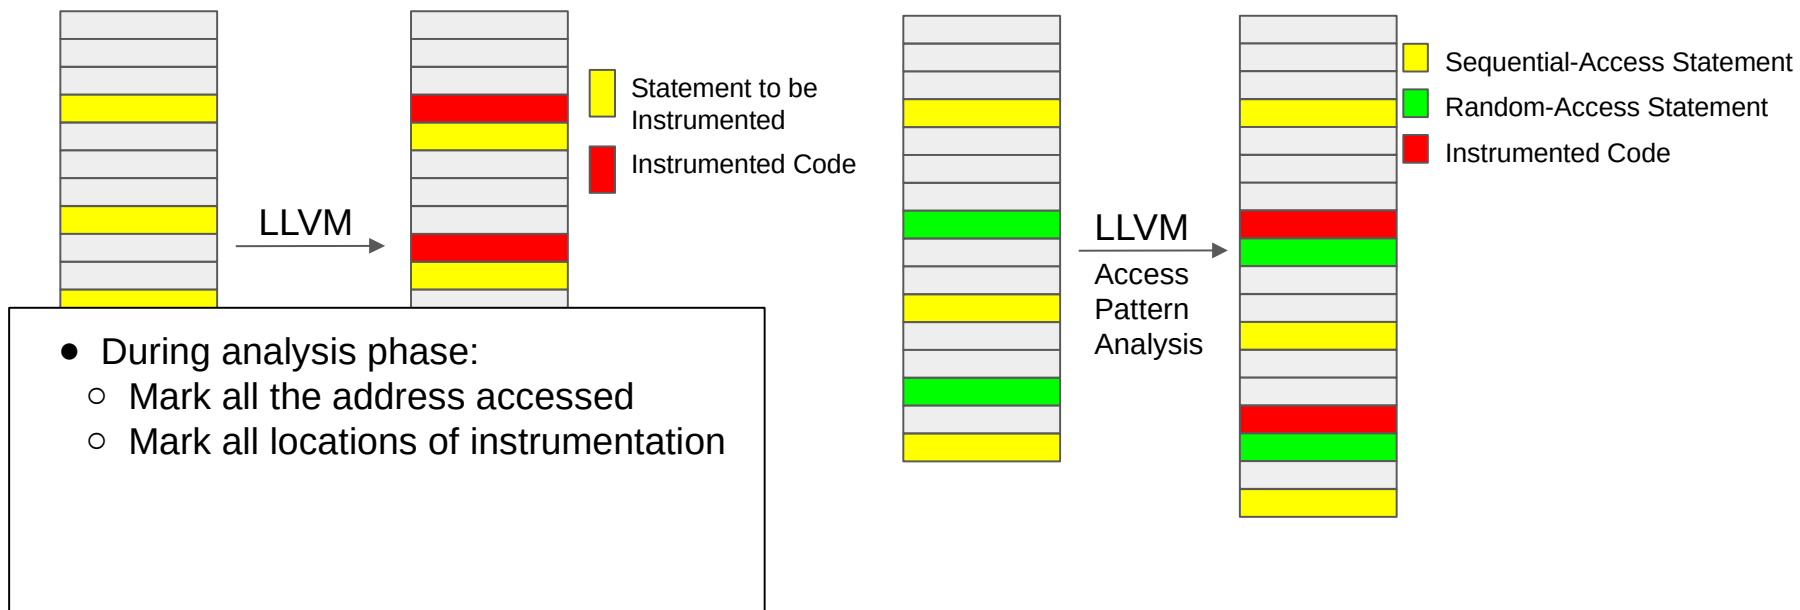 Statement to be
Instrumented
Instrumented Code
LLVM
● During analysis phase:
○ Mark all the address accessed
○ Mark all locations of instrumentation
Sequential-Access Statement
Random-Access Statement
Instrumented Code
LLVM
Access
Pattern
Analysis